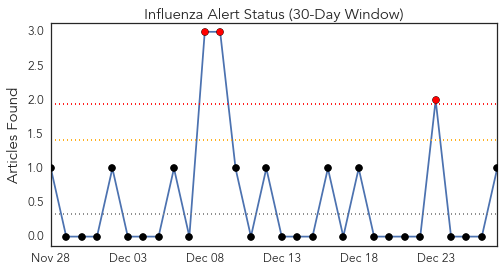 Influenza Alert Status (30-Day Window)
Articles Found
3.0
2.5
2.0
1.5
1.0
0.5
0.0
Nov 28 Dec 03 Dec 08 Dec 13 Dec 18 Dec 23